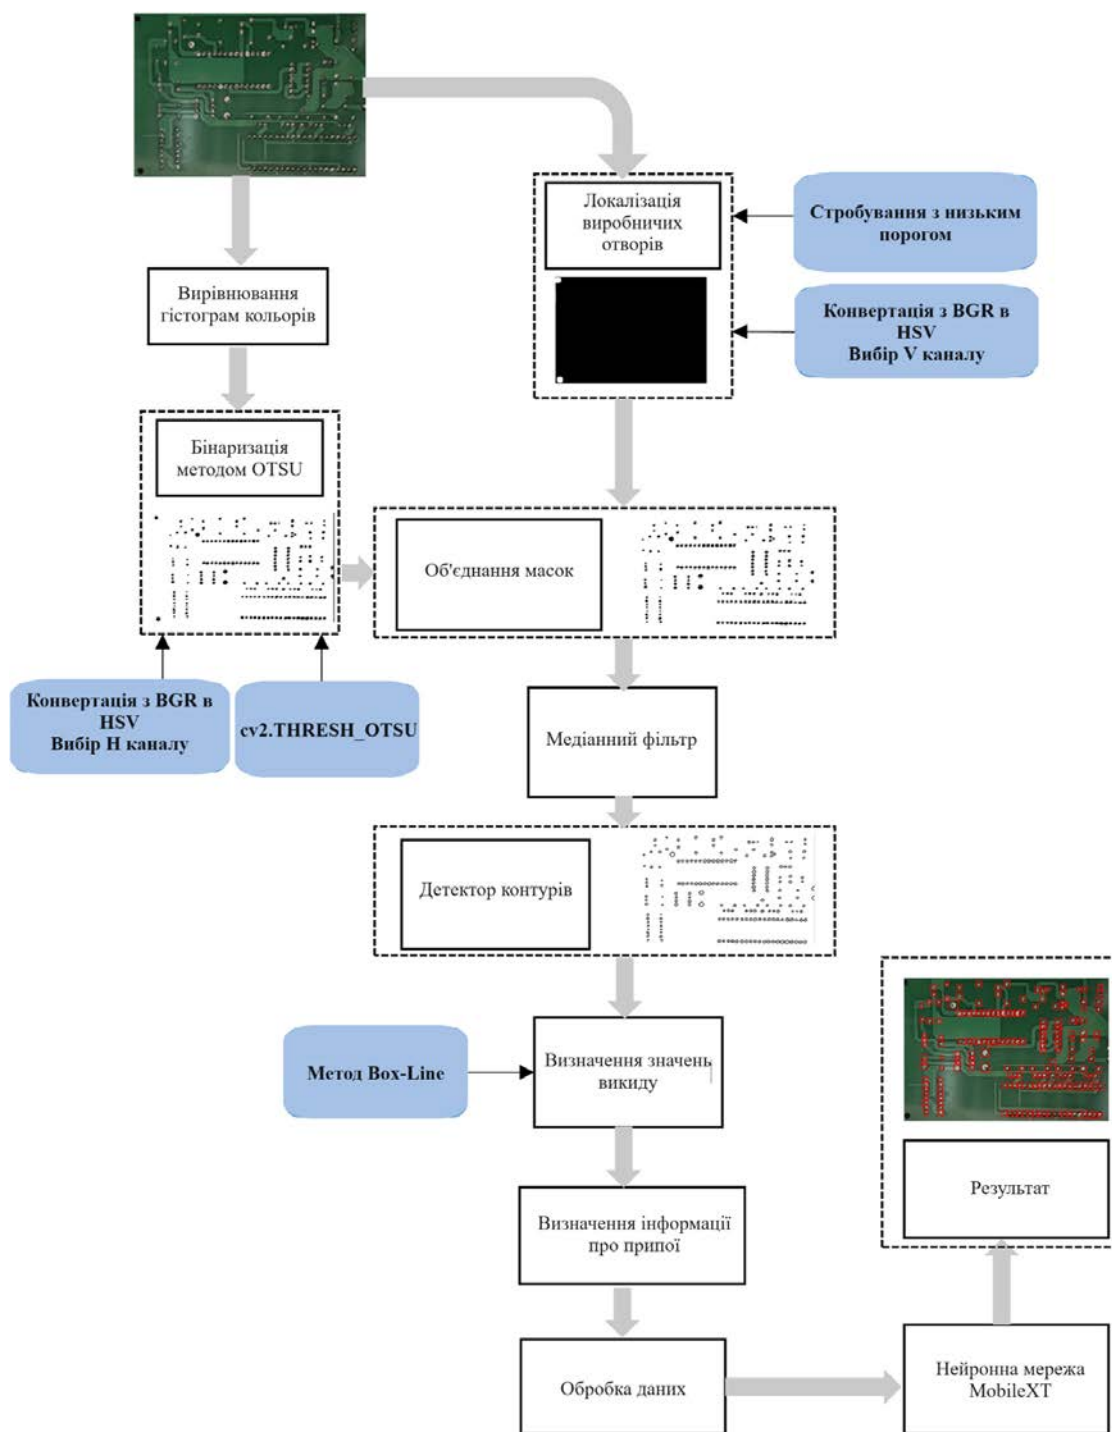 Локалізація
виробничих
отворів
Стробування з низьким
порогом
Вирівнювання
гістограм кольорів
Конвертація з BGR в
HSV
Вибір V каналу
Бінаризація
методом OTSU
Об'єднання масок
Конвертація з BGR в
HSV
Вибір H каналу
cv2.THRESH_OTSU
Медіанний фільтр
Детектор контурів
Метод Box-Line
Визначення значень
викиду
Визначення інформації
про припої
Результат
Обробка даних
Нейронна мережа
MobileXT